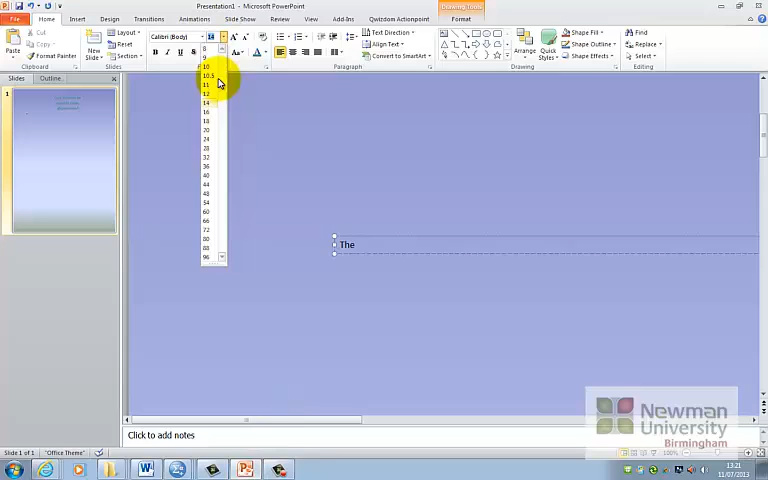 Presentation1 - Microsoft PowerPoint
Drawing Tools
File Home Insert Design Transitions Animations Slide Show Review View Add-Ins Qwizdom Actionpoint Format
Cut
Copy
Format Painter
Paste
Clipboard
New Slide
Layout
Reset
Section
Slides
Calibri (Body)
B I U S
Aa A
Text Direction
Align Text
Convert to SmartArt
Paragraph
Arrange
Quick Styles
Shape Fill
Shape Outline
Shape Effects
Drawing
Find
Replace
Select
Editing
Slides Outline
1
8
9
10
10.5
11
12
14
16
18
20
24
28
32
36
40
44
48
54
60
66
72
80
88
96
The
Newman
University
Birmingham
Click to add notes
Slide 1 of 1 "Office Theme" 100%
13:21
11/07/2013